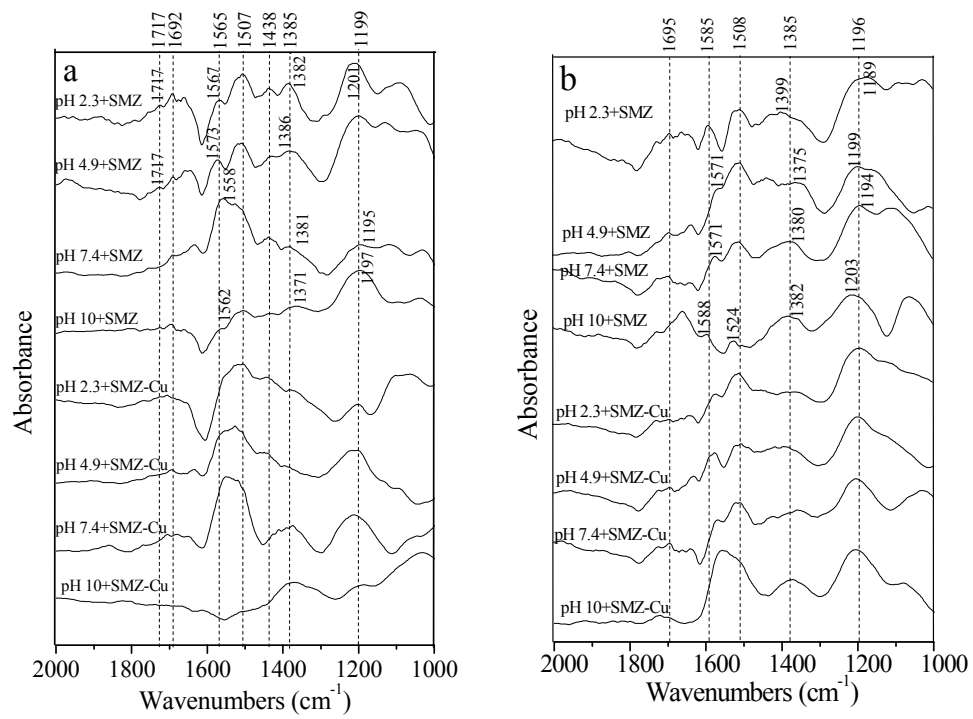 1717
1692
1565
1507
1438
1385
1199
a
1717
1567
1382
1201
pH 2.3+SMZ
1717
1573
1386
pH 4.9+SMZ
1558
1381
1195
pH 7.4+SMZ
1562
1371
1197
pH 10+SMZ
pH 2.3+SMZ-Cu
pH 4.9+SMZ-Cu
pH 7.4+SMZ-Cu
pH 10+SMZ-Cu
Absorbance
2000 1800 1600 1400 1200 1000
Wavenumbers (cm-1)
1695
1585
1508
1385
1196
b
1399
1189
pH 2.3+SMZ
1571
1375
1199
pH 4.9+SMZ
1571
1380
1194
pH 7.4+SMZ
1588
1524
1382
1203
pH 10+SMZ
pH 2.3+SMZ-Cu
pH 4.9+SMZ-Cu
pH 7.4+SMZ-Cu
pH 10+SMZ-Cu
Absorbance
2000 1800 1600 1400 1200 1000
Wavenumbers (cm-1)